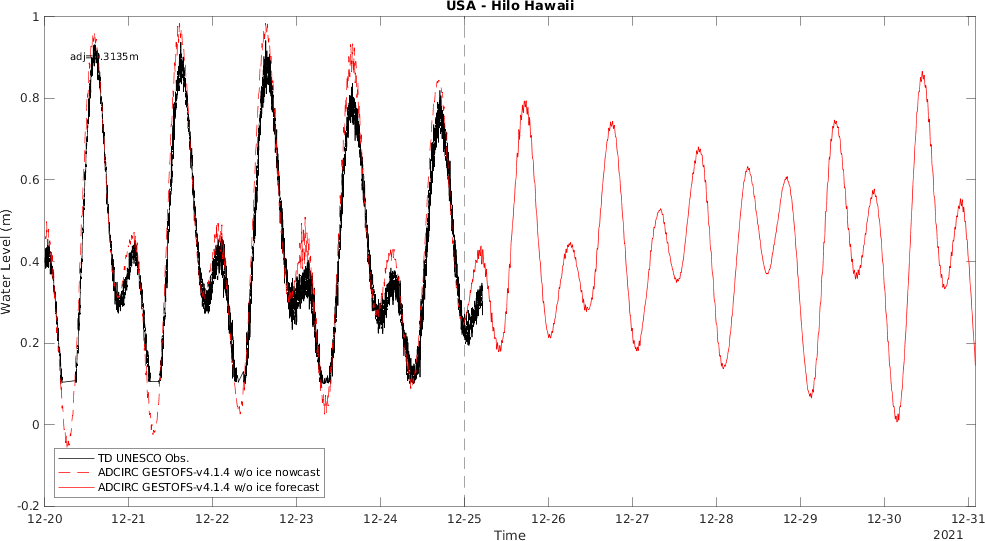 USA - Hilo Hawaii
1
0.8
0.6
0.4
0.2
0
-0.2
Water Level (m)
adj=0.3135m
TD UNESCO Obs.
ADCIRC GESTOFS-v4.1.4 w/o ice nowcast
ADCIRC GESTOFS-v4.1.4 w/o ice forecast
12-20 12-21 12-22 12-23 12-24 12-25 12-26 12-27 12-28 12-29 12-30 12-31
Time
2021